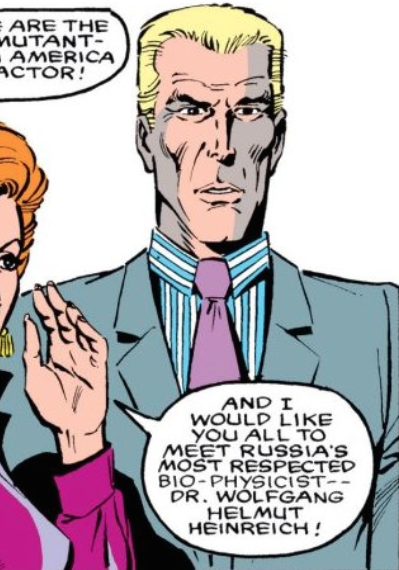 E ARE THE
MUTANT-
AMERICA
ACTOR!
AND I
WOULD LIKE
YOU ALL TO
MEET RUSSIA'S
MOST RESPECTED
BIO-PHYSICIST--
DR. WOLFGANG
HELMUT
HEINREICH!